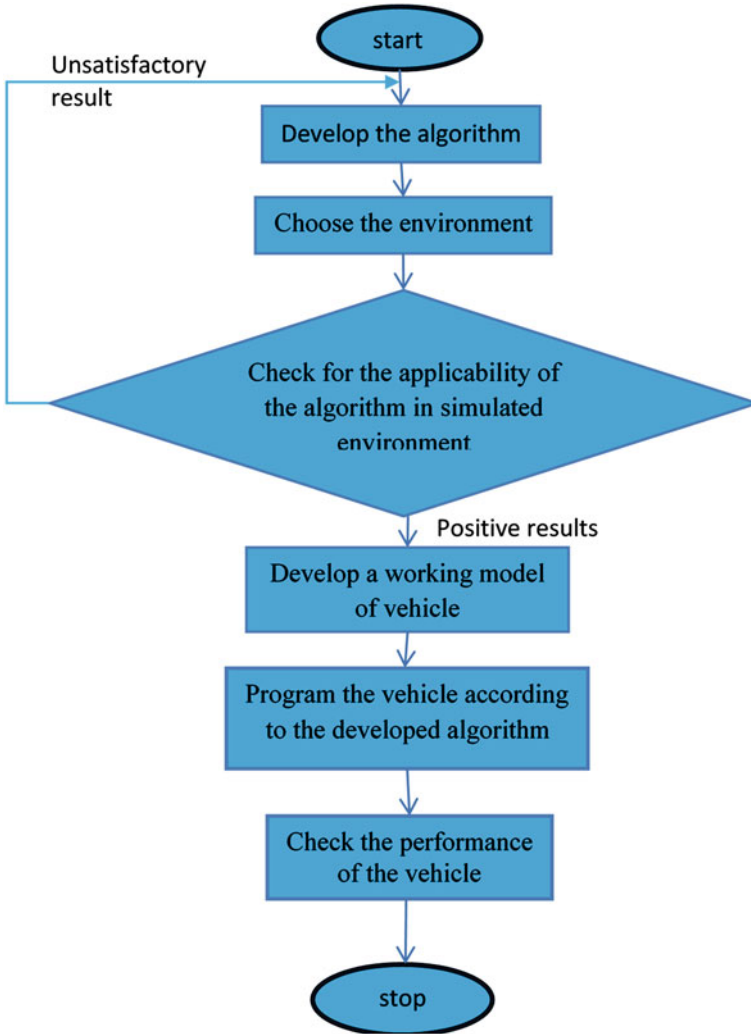 start
Unsatisfactory
result
Develop the algorithm
Choose the environment
Check for the applicability of
the algorithm in simulated
environment
Positive results
Develop a working model
of vehicle
Program the vehicle according
to the developed algorithm
Check the performance
of the vehicle
stop